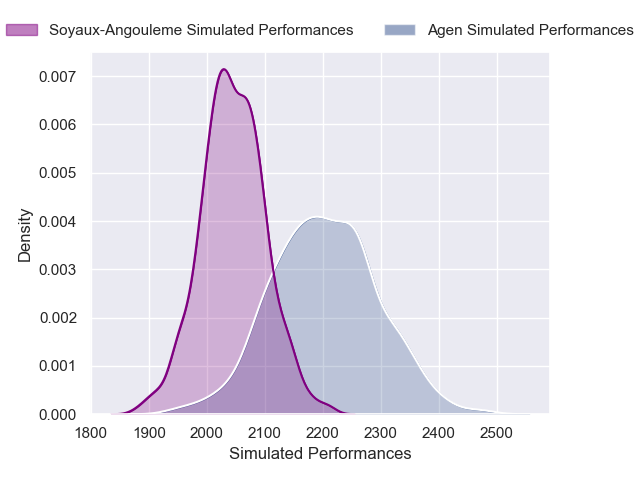 Soyaux-Angouleme Simulated Performances
Agen Simulated Performances
0.007
0.006
0.005
0.004
0.003
0.002
0.001
0.000
Density
1800 1900 2000 2100 2200 2300 2400 2500
Simulated Performances